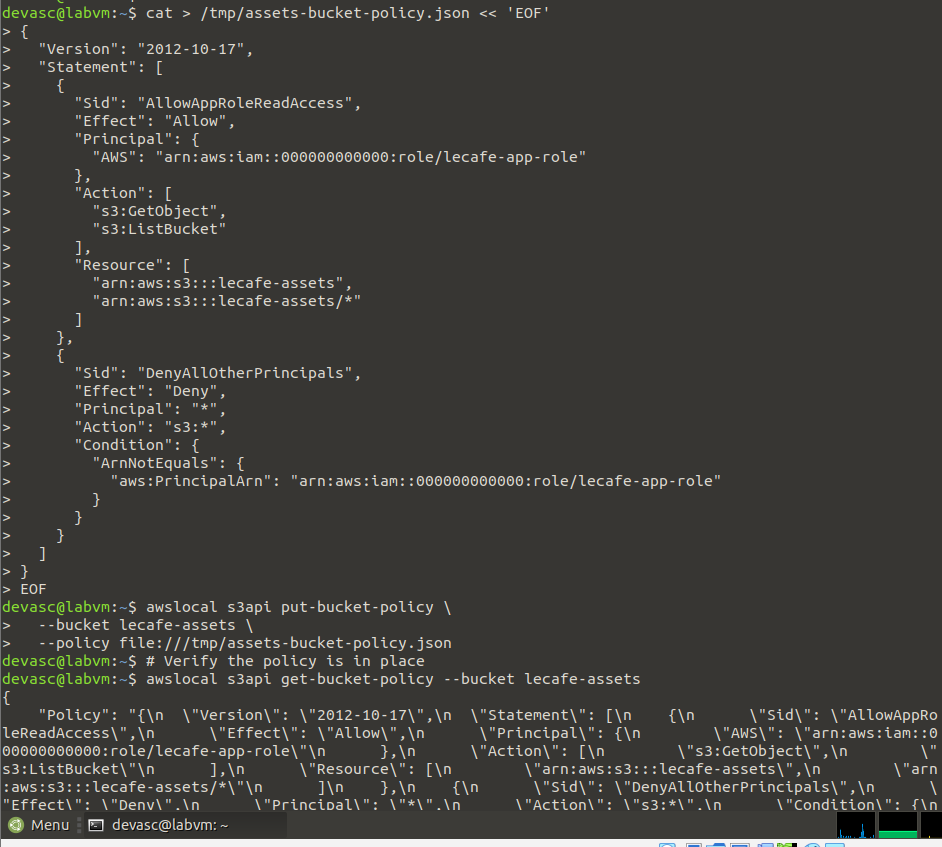 devasc@labvm:~$ cat > /tmp/assets-bucket-policy.json << 'EOF'
> {
>   "Version": "2012-10-17",
>   "Statement": [
>     {
>       "Sid": "AllowAppRoleReadAccess",
>       "Effect": "Allow",
>       "Principal": {
>         "AWS": "arn:aws:iam::000000000000:role/lecafe-app-role"
>       },
>       "Action": [
>         "s3:GetObject",
>         "s3:ListBucket"
>       ],
>       "Resource": [
>         "arn:aws:s3:::lecafe-assets",
>         "arn:aws:s3:::lecafe-assets/*"
>       ]
>     },
>     {
>       "Sid": "DenyAllOtherPrincipals",
>       "Effect": "Deny",
>       "Principal": "*",
>       "Action": "s3:*",
>       "Condition": {
>         "ArnNotEquals": {
>           "aws:PrincipalArn": "arn:aws:iam::000000000000:role/lecafe-app-role"
>         }
>       }
>     }
>   ]
> }
> EOF
devasc@labvm:~$ awslocal s3api put-bucket-policy \
>   --bucket lecafe-assets \
>   --policy file:///tmp/assets-bucket-policy.json
devasc@labvm:~$ # Verify the policy is in place
devasc@labvm:~$ awslocal s3api get-bucket-policy --bucket lecafe-assets
{
    "Policy": "{\n  \"Version\": \"2012-10-17\",\n  \"Statement\": [\n    {\n      \"Sid\": \"AllowAppRo
leReadAccess\",\n      \"Effect\": \"Allow\",\n      \"Principal\": {\n        \"AWS\": \"arn:aws:iam::0
00000000000:role/lecafe-app-role\"\n      },\n      \"Action\": [\n        \"s3:GetObject\",\n        \"
s3:ListBucket\"\n      ],\n      \"Resource\": [\n        \"arn:aws:s3:::lecafe-assets\",\n        \"arn
:aws:s3:::lecafe-assets/*\"\n      ]\n    },\n    {\n      \"Sid\": \"DenyAllOtherPrincipals\",\n      \
"Effect\": \"Deny\",\n      \"Principal\": \"*\",\n      \"Action\": \"s3:*\",\n      \"Condition\": {\n
Menu devasc@labvm: ~